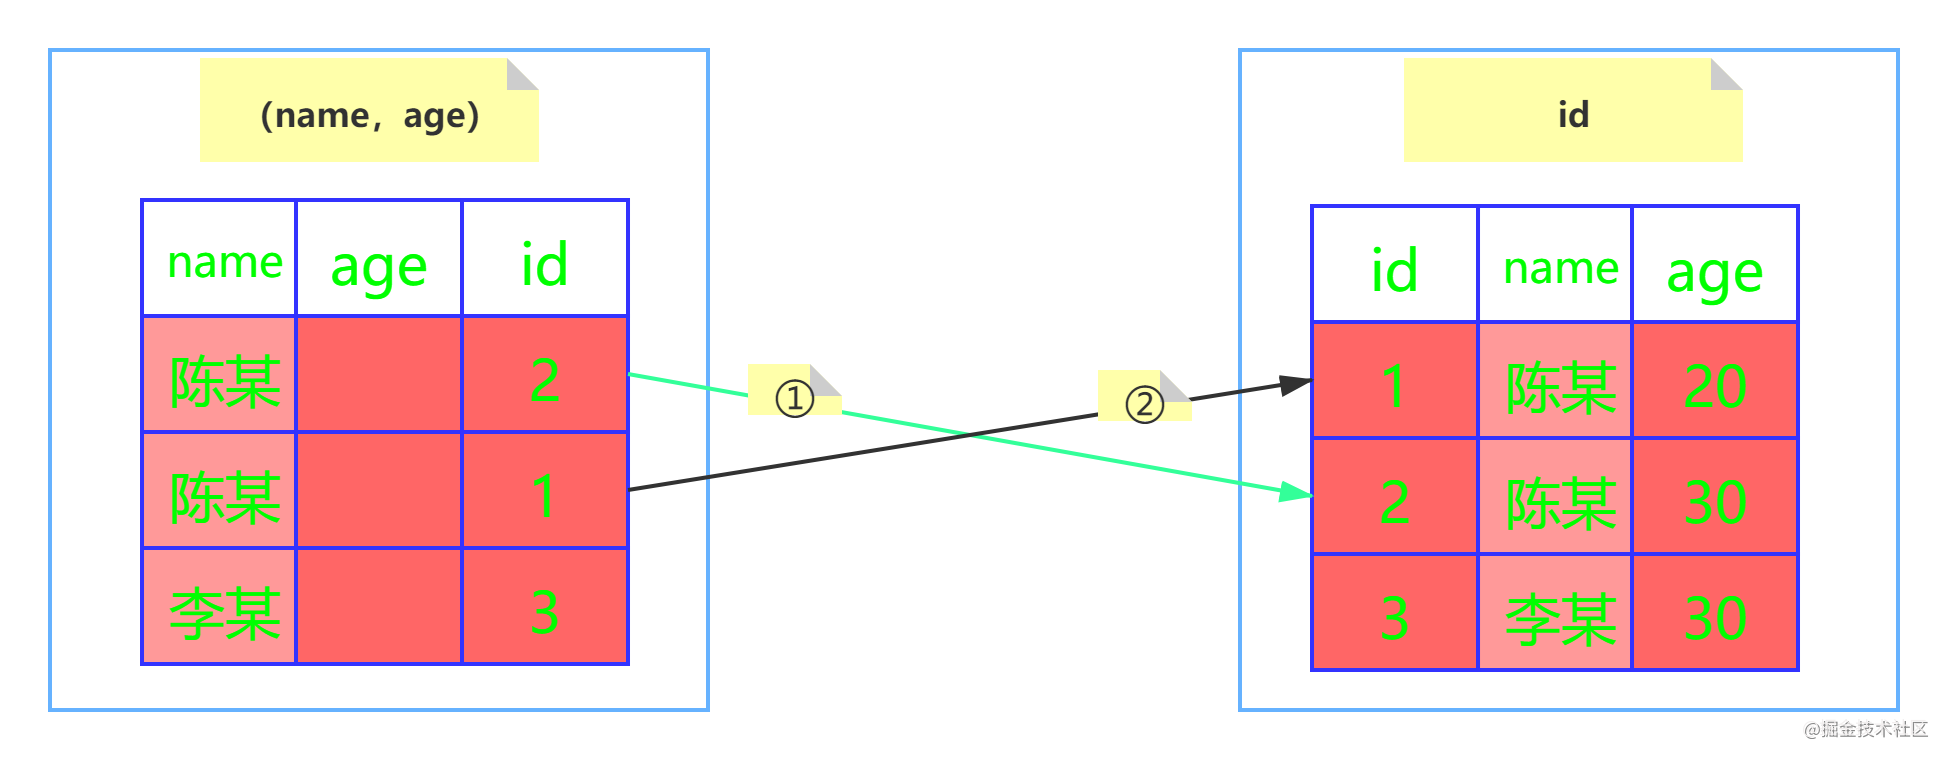 (name，age)
name age id
陈某 2
陈某 1
李某 3
①
②
id
id name age
1 陈某 20
2 陈某 30
3 李某 30
@掘金技术社区